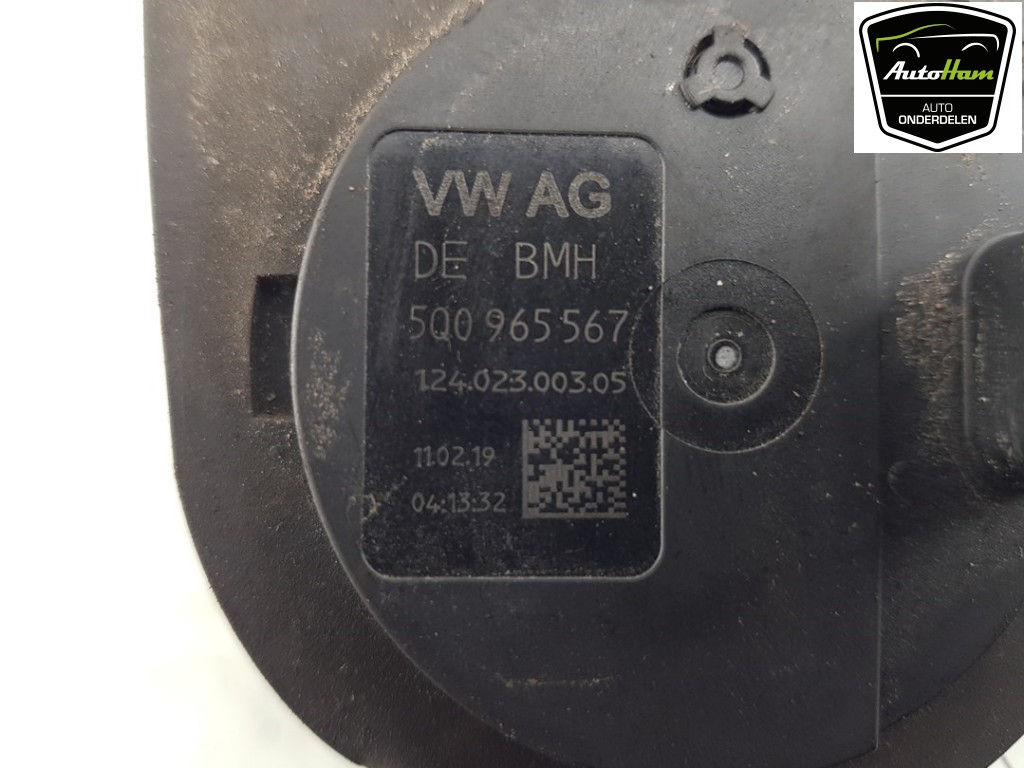 AutoHam
AUTO
ONDERDELEN
VW AG
DE BMH
5Q0 965 567
124.023.003.05
11.02.19
04:13:32